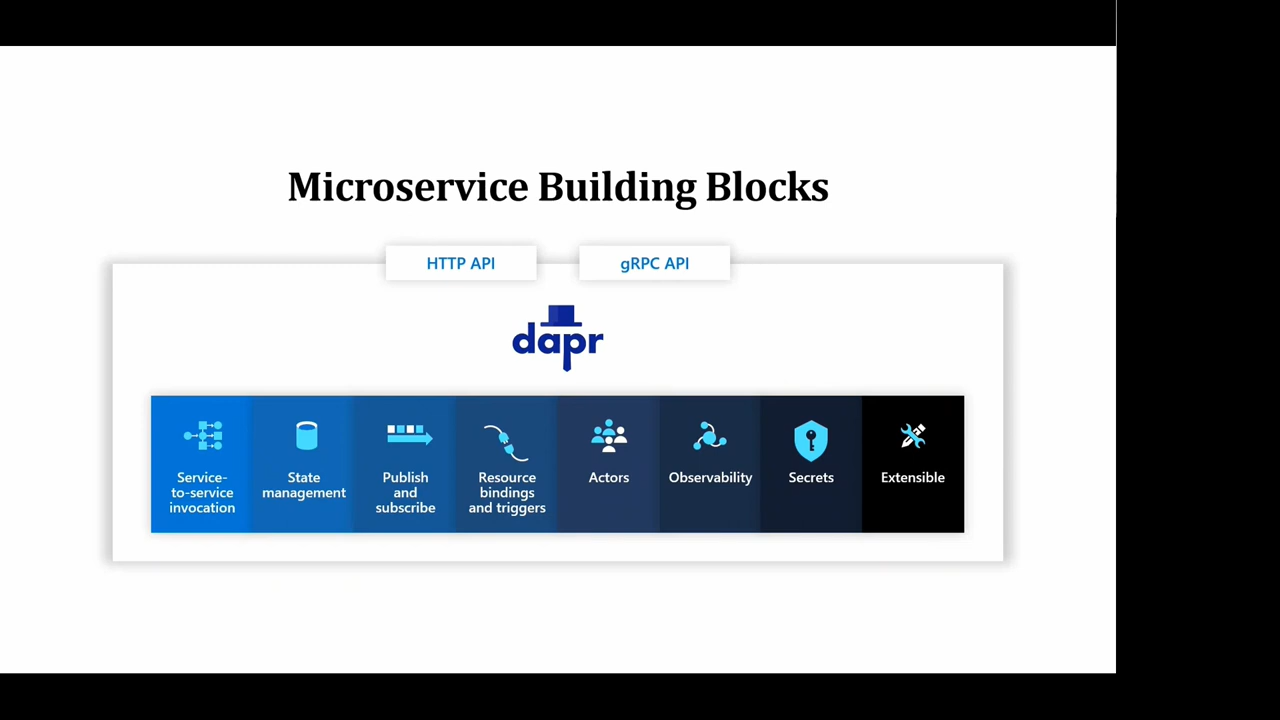 Microservice Building Blocks
HTTP API
gRPC API
dapr
Service-
to-service
invocation
State
management
Publish
and
subscribe
Resource
bindings
and triggers
Actors
Observability
Secrets
Extensible